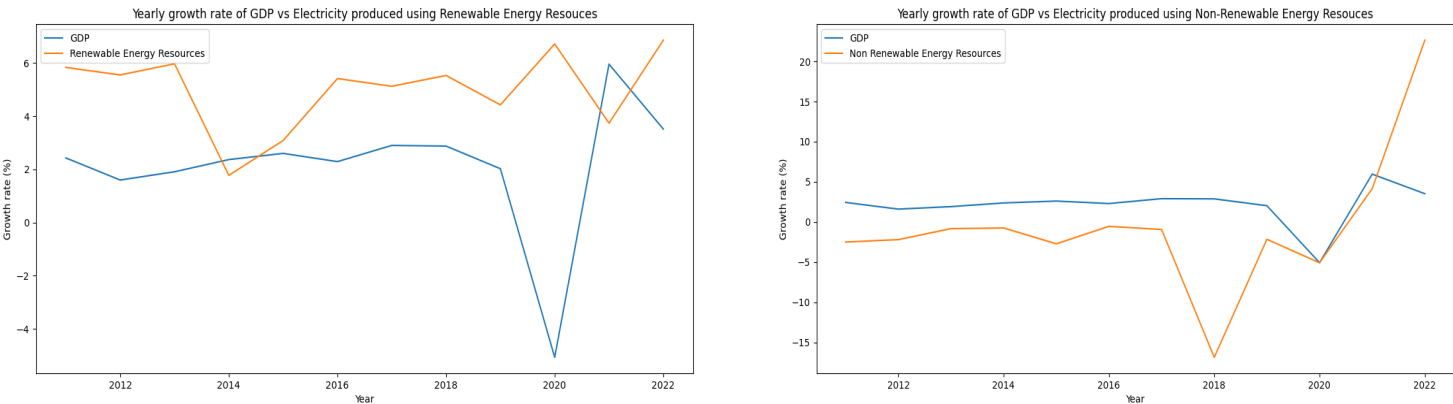 Yearly growth rate of GDP vs Electricity produced using Renewable Energy Resouces
GDP
Renewable Energy Resources
6
4
2
0
−2
−4
Growth rate (%)
2012
2014
2016
2018
2020
2022
Year
Yearly growth rate of GDP vs Electricity produced using Non-Renewable Energy Resouces
GDP
Non Renewable Energy Resources
20
15
10
5
0
−5
−10
−15
Growth rate (%)
2012
2014
2016
2018
2020
2022
Year